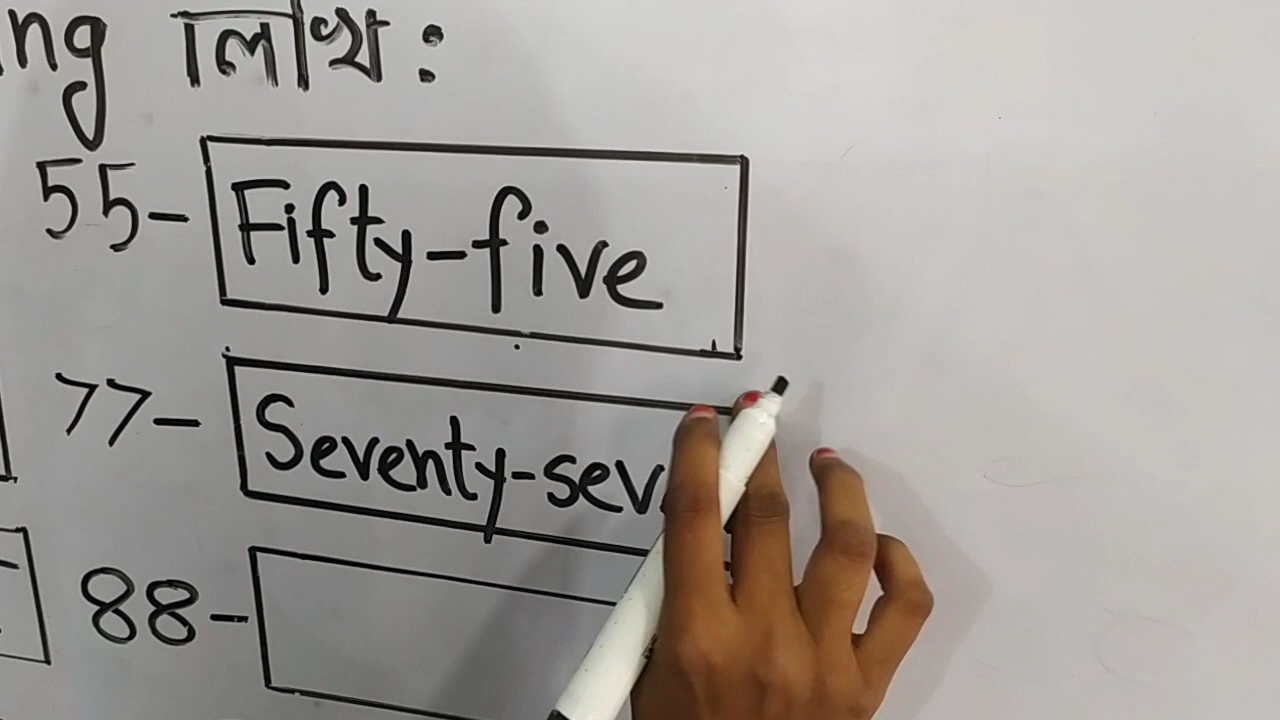 ng লিখ:
55- Fifty-five
77- Seventy-sev
88-